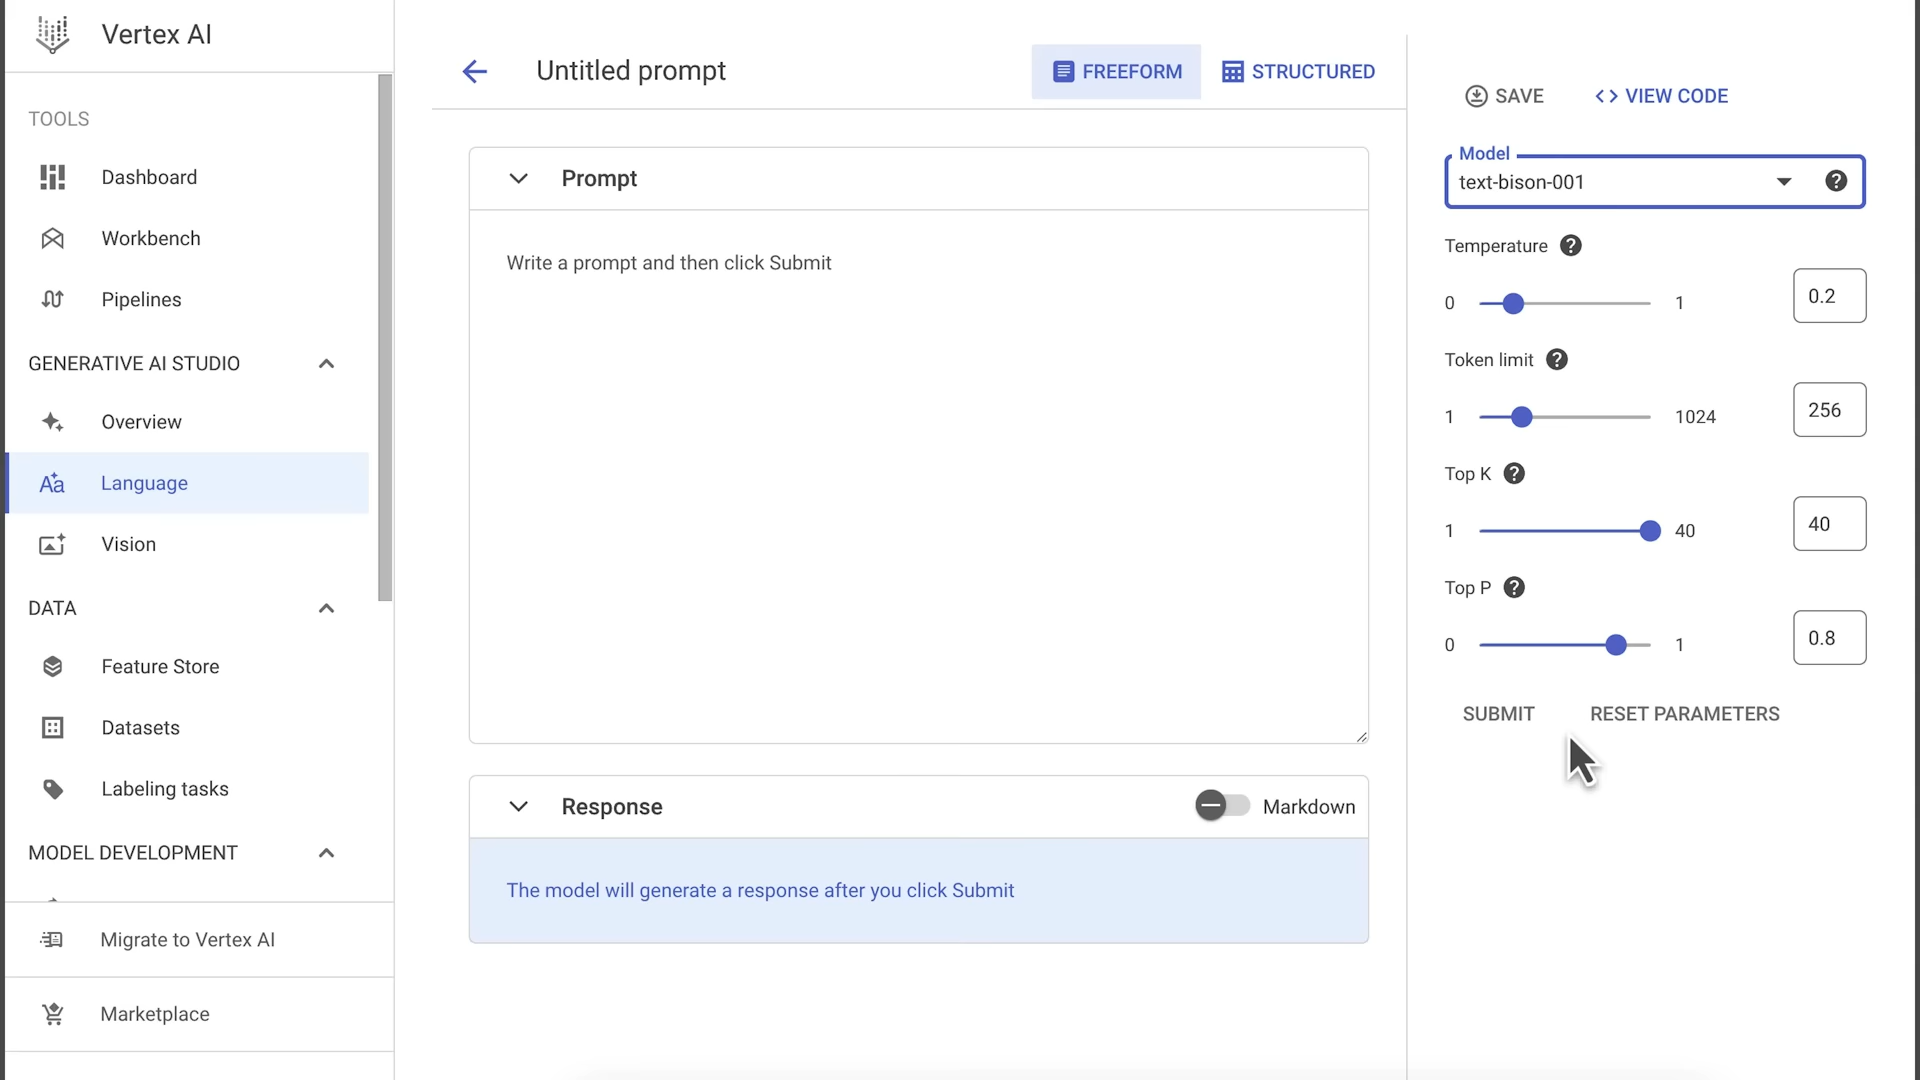 Vertex AI
TOOLS
Dashboard
Workbench
Pipelines
GENERATIVE AI STUDIO
Overview
Language
Vision
DATA
Feature Store
Datasets
Labeling tasks
MODEL DEVELOPMENT
Migrate to Vertex AI
Marketplace
Untitled prompt
FREEFORM
STRUCTURED
Prompt
Write a prompt and then click Submit
Response
Markdown
The model will generate a response after you click Submit
SAVE
<> VIEW CODE
Model
text-bison-001
Temperature
0 1 0.2
Token limit
1 1024 256
Top K
1 40 40
Top P
0 1 0.8
SUBMIT
RESET PARAMETERS